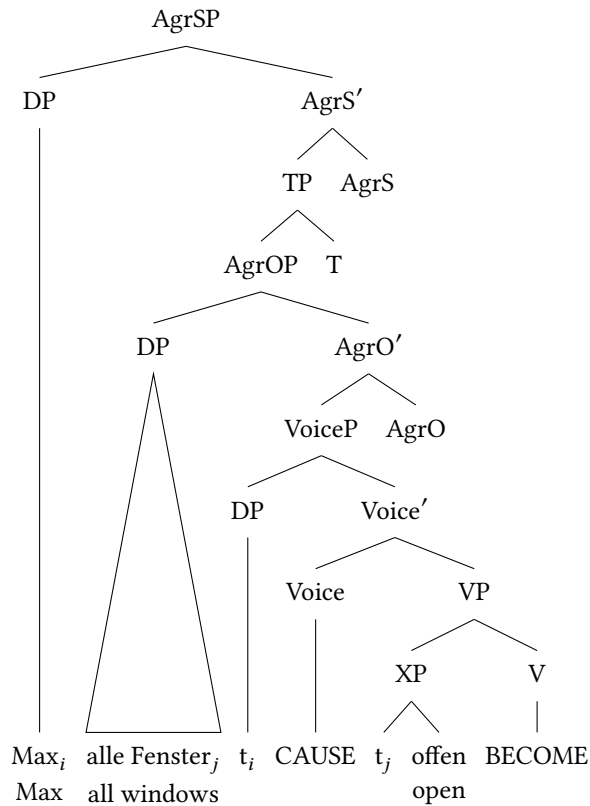 AgrSP
DP AgrS′
TP AgrS
AgrOP T
DP AgrO′
VoiceP AgrO
DP Voice′
Voice VP
XP V
Maxᵢ alle Fensterⱼ tᵢ CAUSE tⱼ offen BECOME
Max all windows open